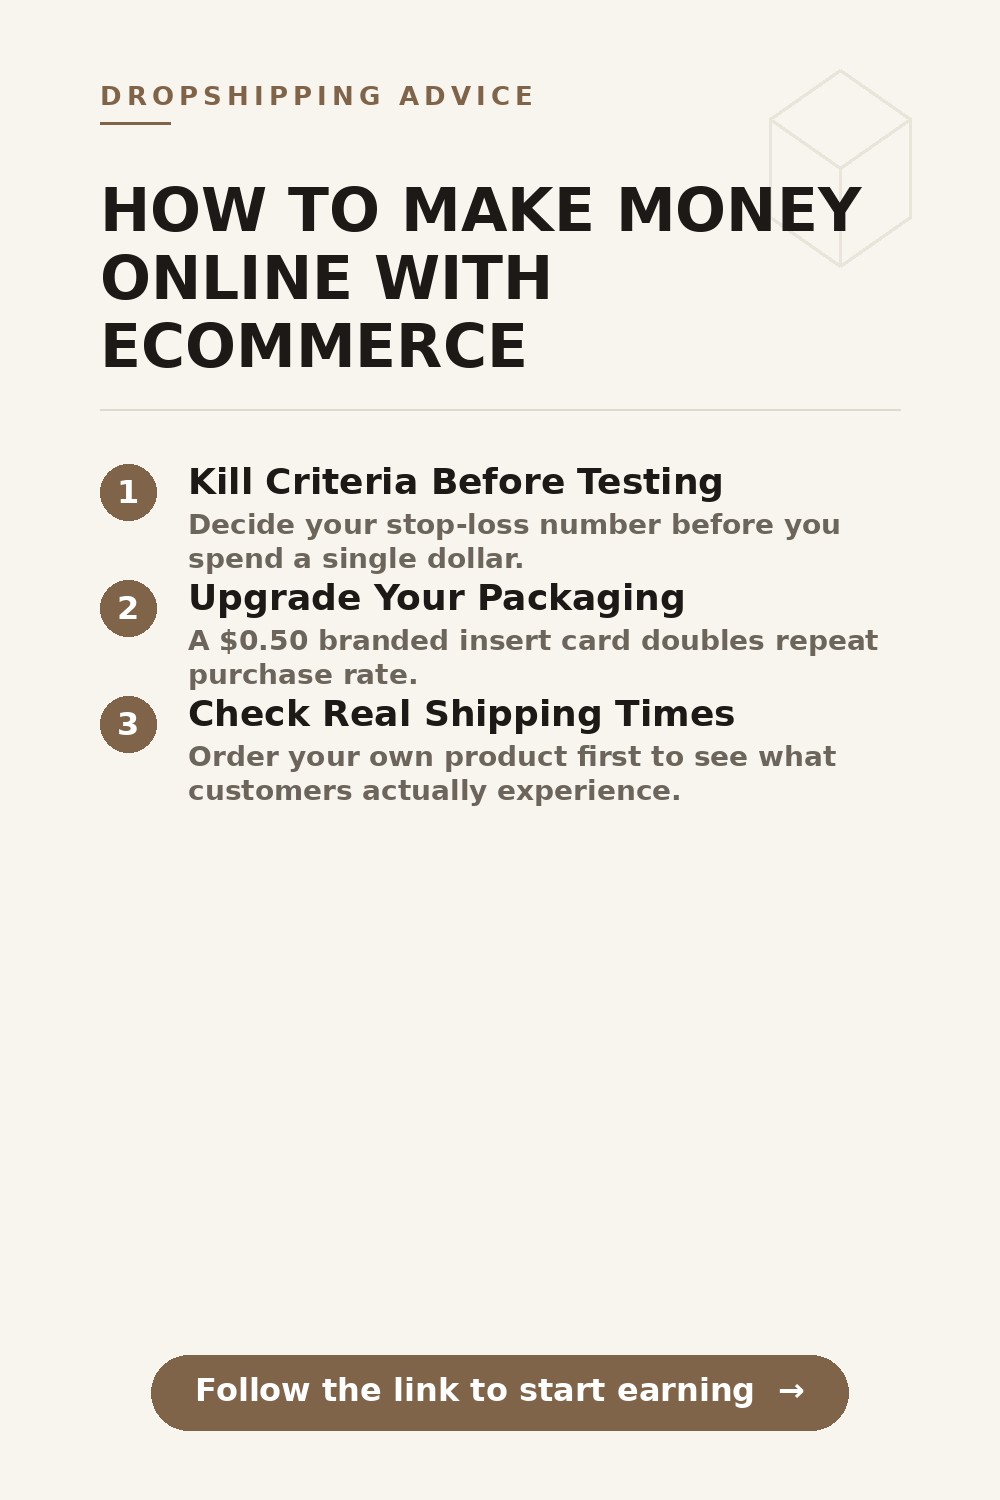 DROPSHIPPING ADVICE
HOW TO MAKE MONEY
ONLINE WITH
ECOMMERCE
1 Kill Criteria Before Testing
Decide your stop-loss number before you
spend a single dollar.
2 Upgrade Your Packaging
A $0.50 branded insert card doubles repeat
purchase rate.
3 Check Real Shipping Times
Order your own product first to see what
customers actually experience.
Follow the link to start earning →